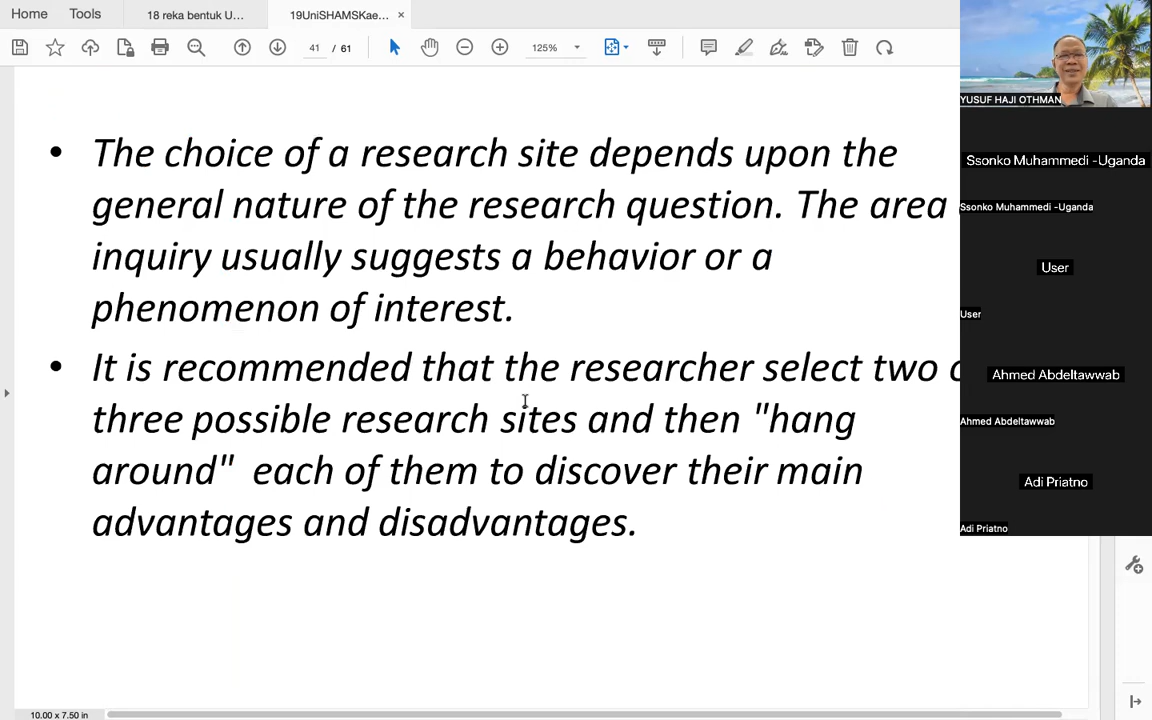 Home Tools 18 reka bentuk U... 19UniSHAMSKae... ×
41 / 61 125%
• The choice of a research site depends upon the
general nature of the research question. The area
inquiry usually suggests a behavior or a
phenomenon of interest.
• It is recommended that the researcher select two
three possible research sites and then "hang
around" each of them to discover their main
advantages and disadvantages.
10.00 x 7.50 in
YUSUF HAJI OTHMAN
Ssonko Muhammedi -Uganda
Ssonko Muhammedi -Uganda
User
User
Ahmed Abdeltawwab
Ahmed Abdeltawwab
Adi Priatno
Adi Priatno